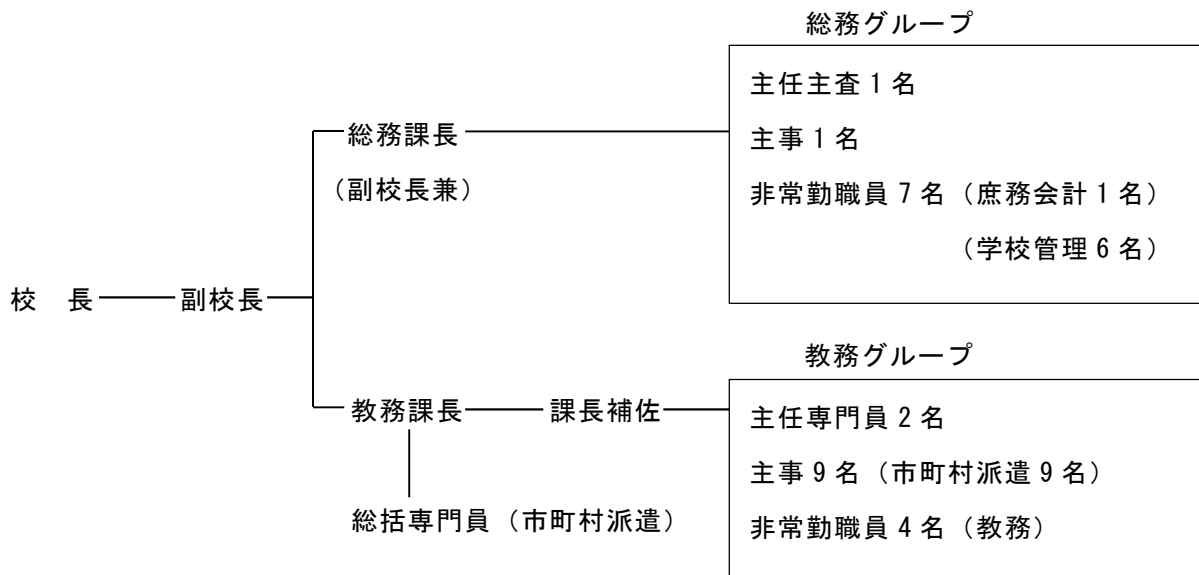 総務グループ
主任主査 1 名
主事 1 名
非常勤職員 7 名（庶務会計 1 名）
（学校管理 6 名）
総務課長
（副校長兼）
校　長
副校長
教務グループ
教務課長
課長補佐
主任専門員 2 名
主事 9 名（市町村派遣 9 名）
非常勤職員 4 名（教務）
総括専門員（市町村派遣）